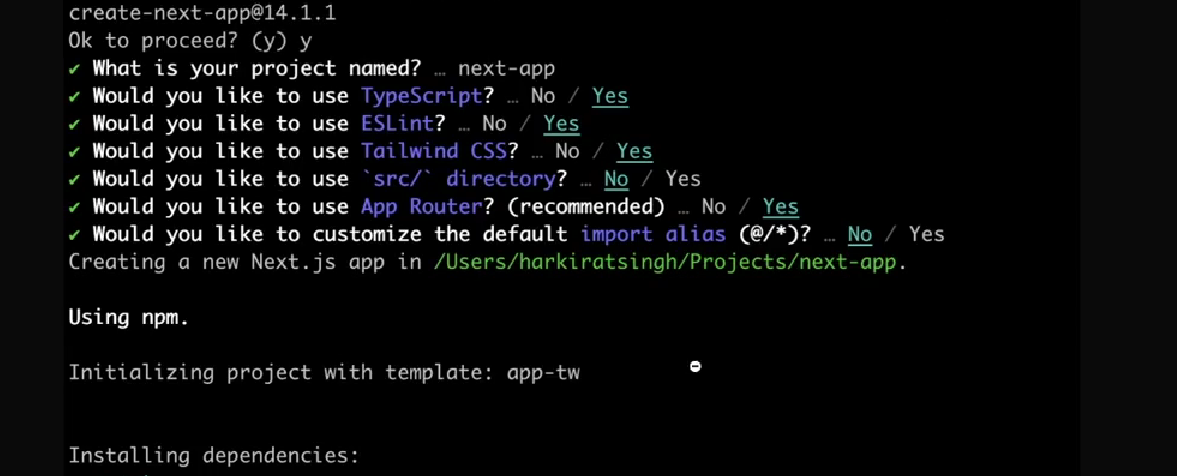 create-next-app@14.1.1
Ok to proceed? (y) y
✔ What is your project named? … next-app
✔ Would you like to use TypeScript? … No / Yes
✔ Would you like to use ESLint? … No / Yes
✔ Would you like to use Tailwind CSS? … No / Yes
✔ Would you like to use `src/` directory? … No / Yes
✔ Would you like to use App Router? (recommended) … No / Yes
✔ Would you like to customize the default import alias (@/*)? … No / Yes
Creating a new Next.js app in /Users/harkiratsingh/Projects/next-app.
Using npm.
Initializing project with template: app-tw
Installing dependencies: